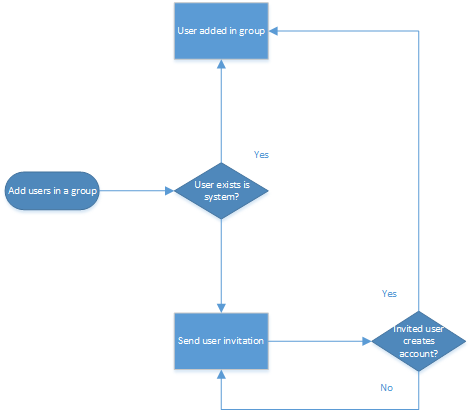 User added in group
Yes
Add users in a group
User exists is
system?
Yes
Send user invitation
Invited user
creates
account?
No